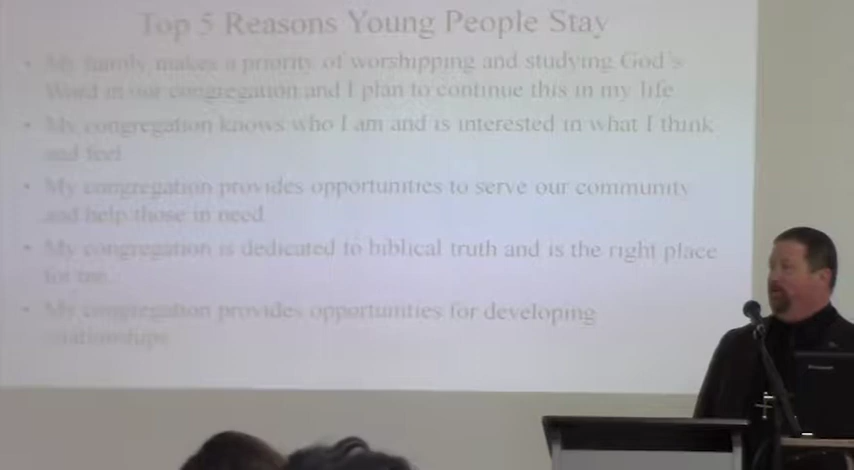 Top 5 Reasons Young People Stay
• My family makes a priority of worshipping and studying God's
Word in our congregation and I plan to continue this in my life
• My congregation knows who I am and is interested in what I think
and feel
• My congregation provides opportunities to serve our community
and help those in need
• My congregation is dedicated to biblical truth and is the right place
for me
• My congregation provides opportunities for developing
relationships